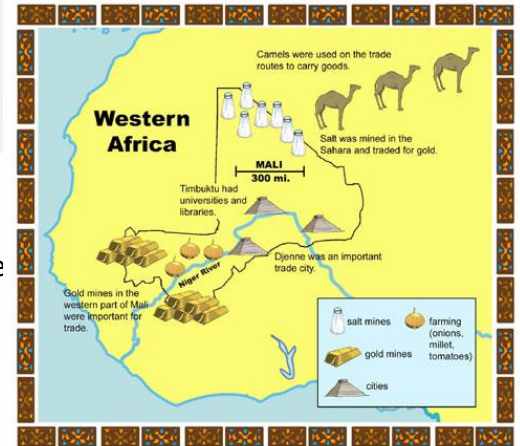 Camels were used on the trade
routes to carry goods.
Western
Africa
Salt was mined in the
Sahara and traded for gold.
MALI
300 mi.
Timbuktu had
universities and
libraries.
Djenne was an important
trade city.
Niger River
Gold mines in the
western part of Mali
were important for
trade.
salt mines
farming
(onions,
millet,
tomatoes)
gold mines
cities